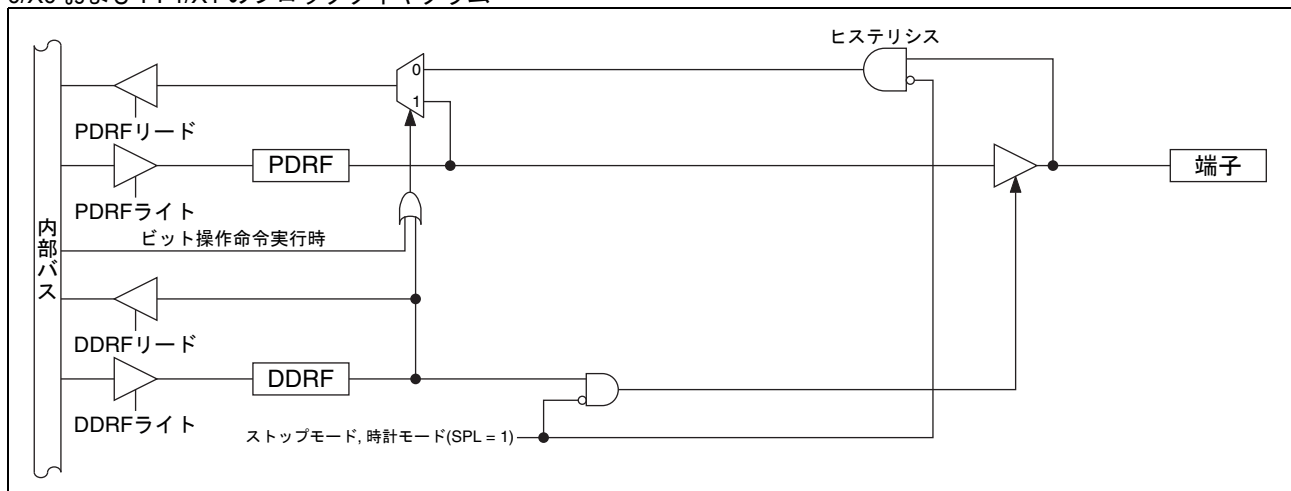 ヒステリシス
0
1
PDRFリード
PDRF
端子
PDRFライト
内部バス
ビット操作命令実行時
DDRFリード
DDRF
DDRFライト
ストップモード, 時計モード(SPL = 1)